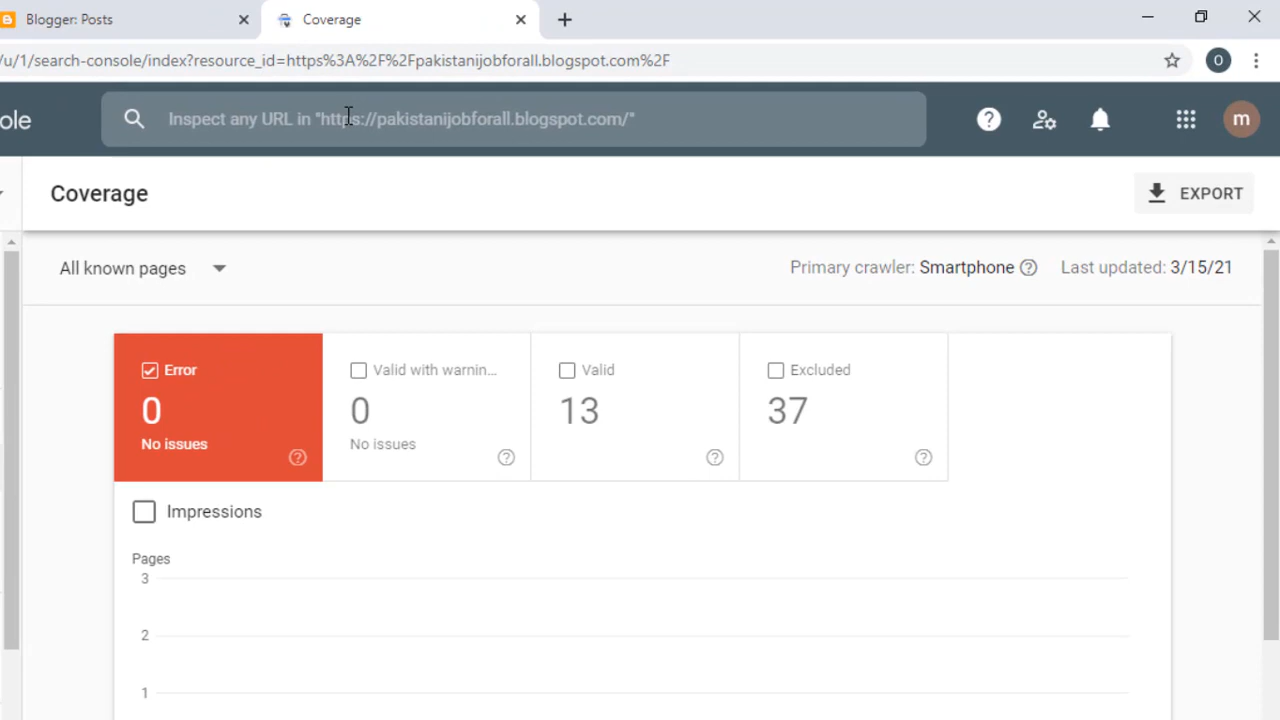 Blogger: Posts
Coverage
/u/1/search-console/index?resource_id=https%3A%2F%2Fpakistanijobforall.blogspot.com%2F
O
ole
Inspect any URL in "https://pakistanijobforall.blogspot.com/"
m
Coverage
EXPORT
All known pages
Primary crawler: Smartphone
Last updated: 3/15/21
Error
0
No issues
Valid with warnin...
0
No issues
Valid
13
Excluded
37
Impressions
Pages
3
2
1